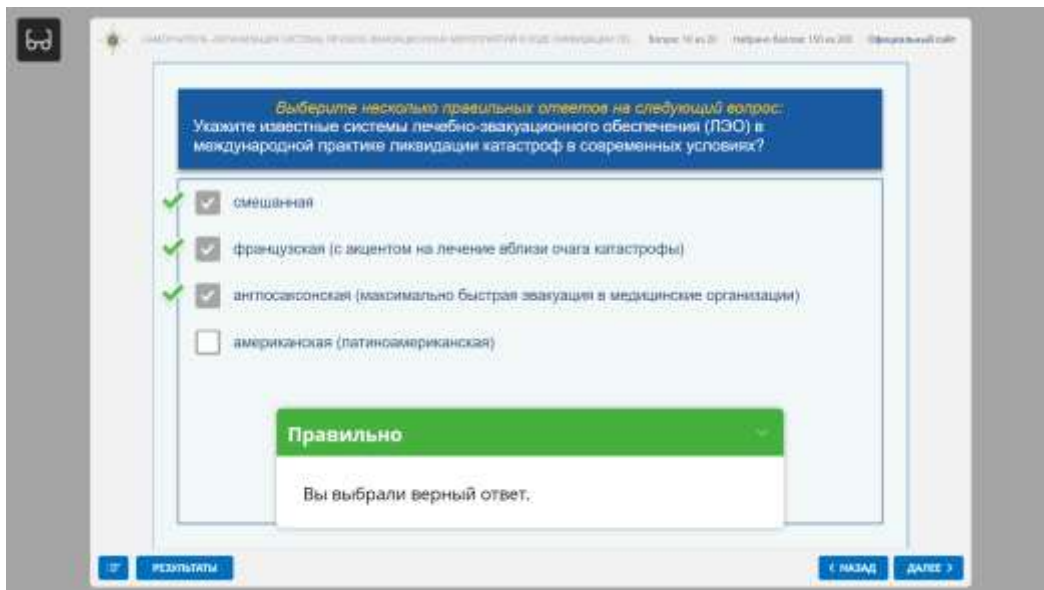 Официальный сайт
Выберите несколько правильных ответов на следующий вопрос:
Укажите известные системы лечебно-эвакуационного обеспечения (ЛЭО) в
международной практике ликвидации катастроф в современных условиях?
смешанная
французская (с акцентом на лечение вблизи очага катастрофы)
англосаксонская (максимально быстрая эвакуация в медицинские организации)
американская (латиноамериканская)
Правильно
Вы выбрали верный ответ.
РЕЗУЛЬТАТЫ
НАЗАД
ДАЛЕЕ